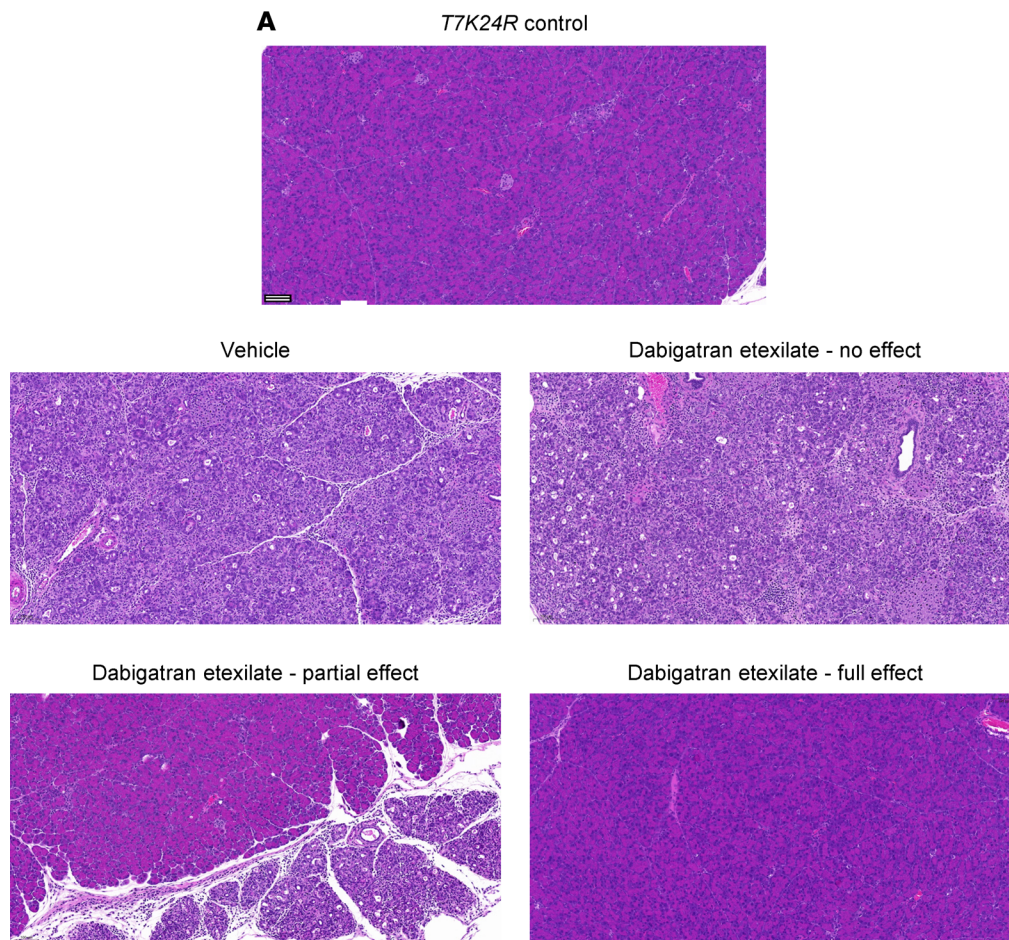 A T7K24R control
Vehicle
Dabigatran etexilate - no effect
Dabigatran etexilate - partial effect
Dabigatran etexilate - full effect